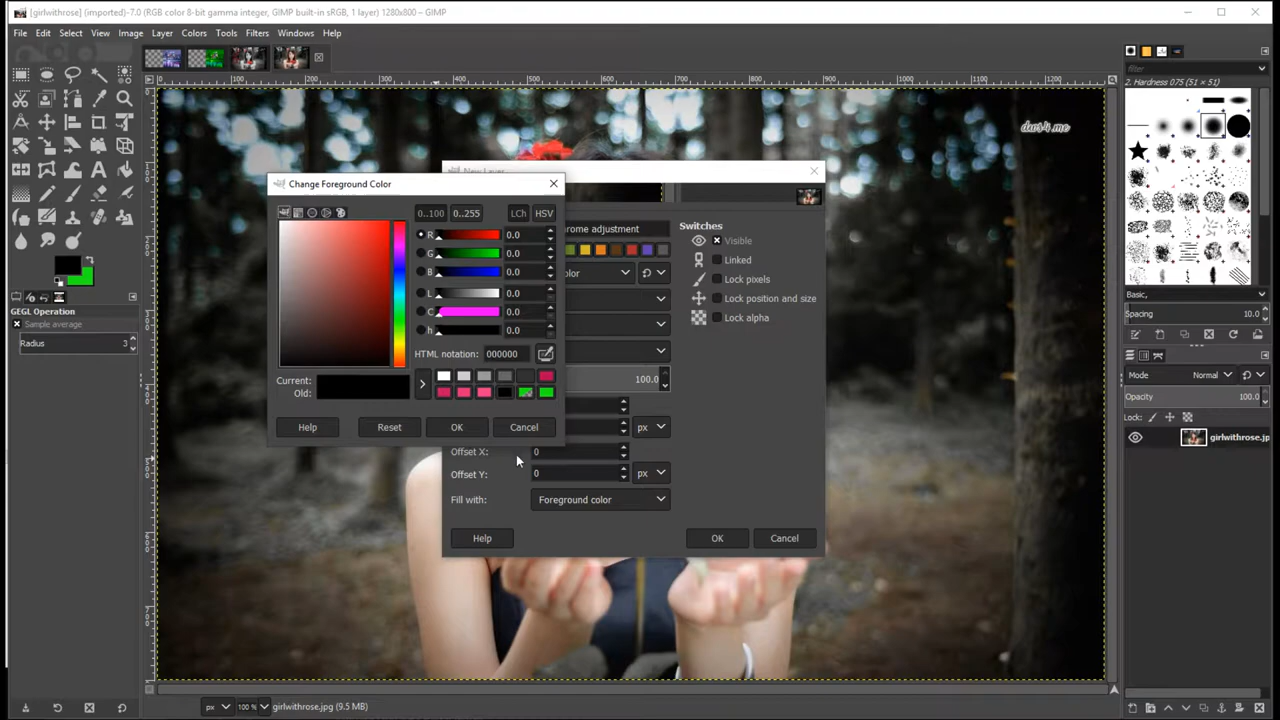 [girlwithrose] (imported)-7.0 (RGB color 8-bit gamma integer, GIMP built-in sRGB, 1 layer) 1280x800 – GIMP
File Edit Select View Image Layer Colors Tools Filters Windows Help
filter
2. Hardness 075 (51 × 51)
dws4.me
New Layer
Change Foreground Color
0..100 0..255 LCh HSV
R 0.0
G 0.0
B 0.0
L 0.0
C 0.0
h 0.0
HTML notation: 000000
Current:
Old:
Help Reset OK Cancel
rome adjustment
olor
100.0
px
Offset X: 0
Offset Y: 0 px
Fill with: Foreground color
Help OK Cancel
Switches
Visible
Linked
Lock pixels
Lock position and size
Lock alpha
GEGL Operation
Sample average
Radius 3
Basic,
Spacing 10.0
Mode Normal
Opacity 100.0
Lock:
girlwithrose.jp
px 100 % girlwithrose.jpg (9.5 MB)